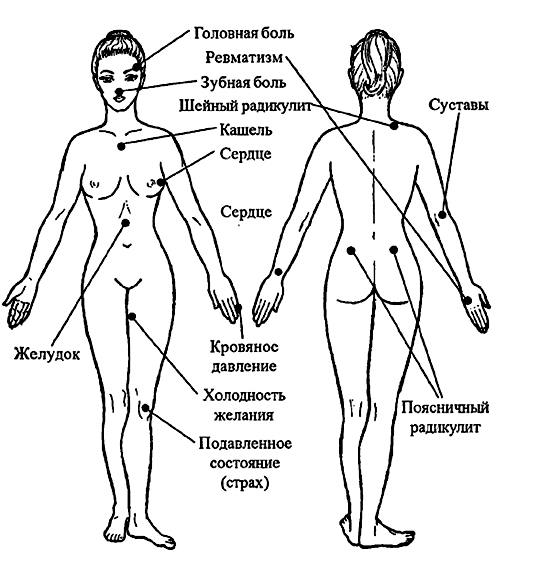 Головная боль
Ревматизм
Зубная боль
Шейный радикулит
Суставы
Кашель
Сердце
Сердце
Желудок
Кровяное
давление
Холодность
желания
Поясничный
радикулит
Подавленное
состояние
(страх)